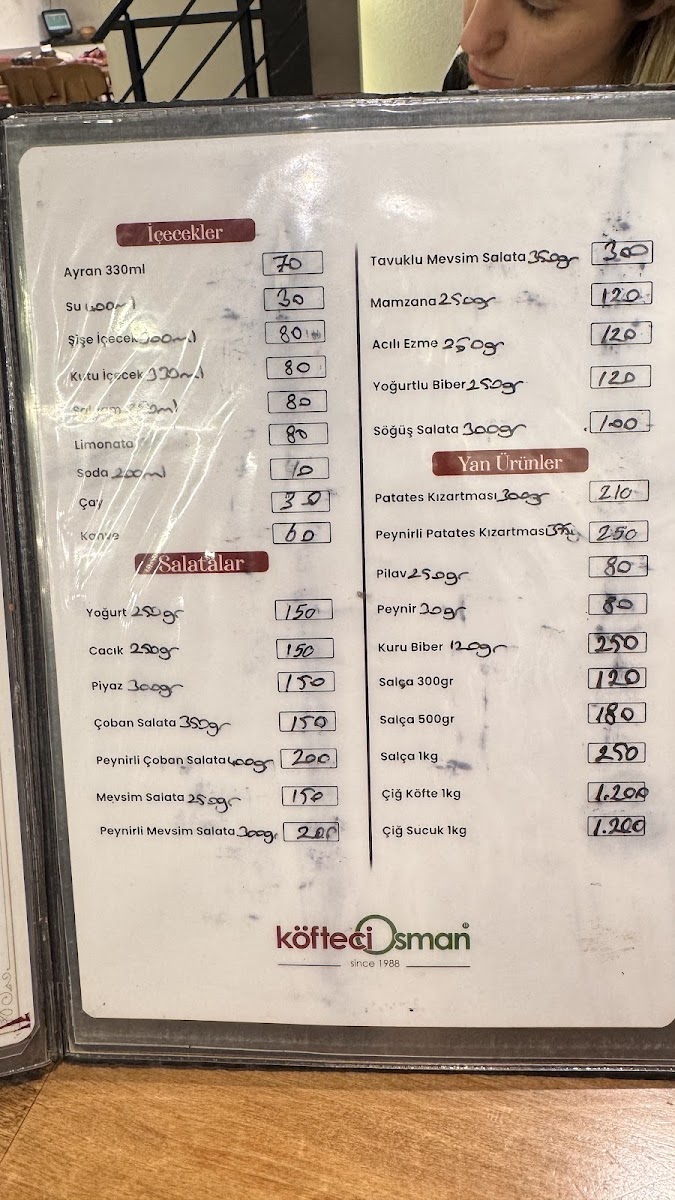 İçecekler
Ayran 330ml 70
Su 30
Şişe İçecek 80
Kutu İçecek 330ml 80
250ml 80
Limonata 80
Soda 200ml
Çay 30
Kahve 60
Salatalar
Yoğurt 250gr 150
Cacık 250gr 150
Piyaz 300gr 150
Çoban Salata 350gr 150
Peynirli Çoban Salata 400gr 200
Mevsim Salata 250gr 150
Peynirli Mevsim Salata 300gr 200
Tavuklu Mevsim Salata 350gr 300
Mamzana 250gr 120
Acılı Ezme 250gr 120
Yoğurtlu Biber 250gr 120
Söğüş Salata 300gr 100
Yan Ürünler
Patates Kızartması 300gr 210
Peynirli Patates Kızartması 250
Pilav 250gr 80
Peynir 30gr 80
Kuru Biber 120gr 250
Salça 300gr 120
Salça 500gr 180
Salça 1kg 250
Çiğ Köfte 1kg 1.200
Çiğ Sucuk 1kg 1.200
köfteci Osman
since 1988